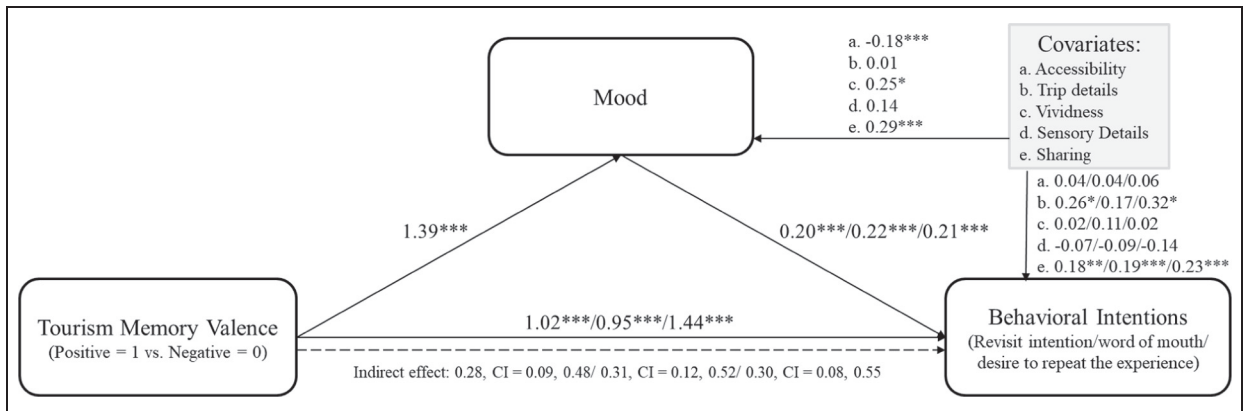 Mood
a. -0.18***
b. 0.01
c. 0.25*
d. 0.14
e. 0.29***
Covariates:
a. Accessibility
b. Trip details
c. Vividness
d. Sensory Details
e. Sharing
a. 0.04/0.04/0.06
b. 0.26*/0.17/0.32*
c. 0.02/0.11/0.02
d. -0.07/-0.09/-0.14
e. 0.18**/0.19***/0.23***
1.39***
0.20***/0.22***/0.21***
Tourism Memory Valence
(Positive = 1 vs. Negative = 0)
1.02***/0.95***/1.44***
Indirect effect: 0.28, CI = 0.09, 0.48/ 0.31, CI = 0.12, 0.52/ 0.30, CI = 0.08, 0.55
Behavioral Intentions
(Revisit intention/word of mouth/
desire to repeat the experience)